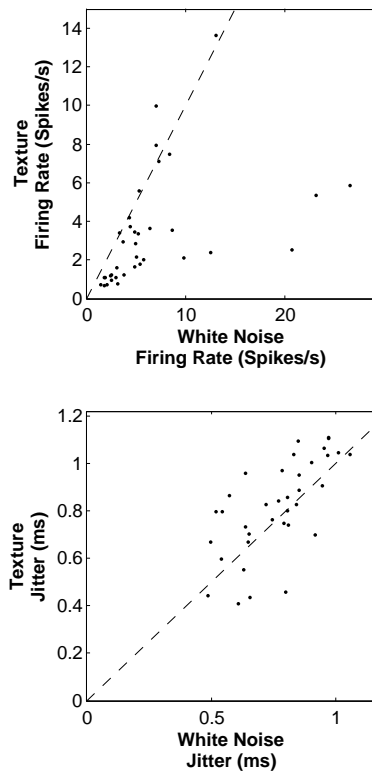 14
12
10
8
6
4
2
0
Texture
Firing Rate (Spikes/s)
0
10
20
White Noise
Firing Rate (Spikes/s)
1.2
1
0.8
0.6
0.4
0.2
0
Texture
Jitter (ms)
0
0.5
1
White Noise
Jitter (ms)